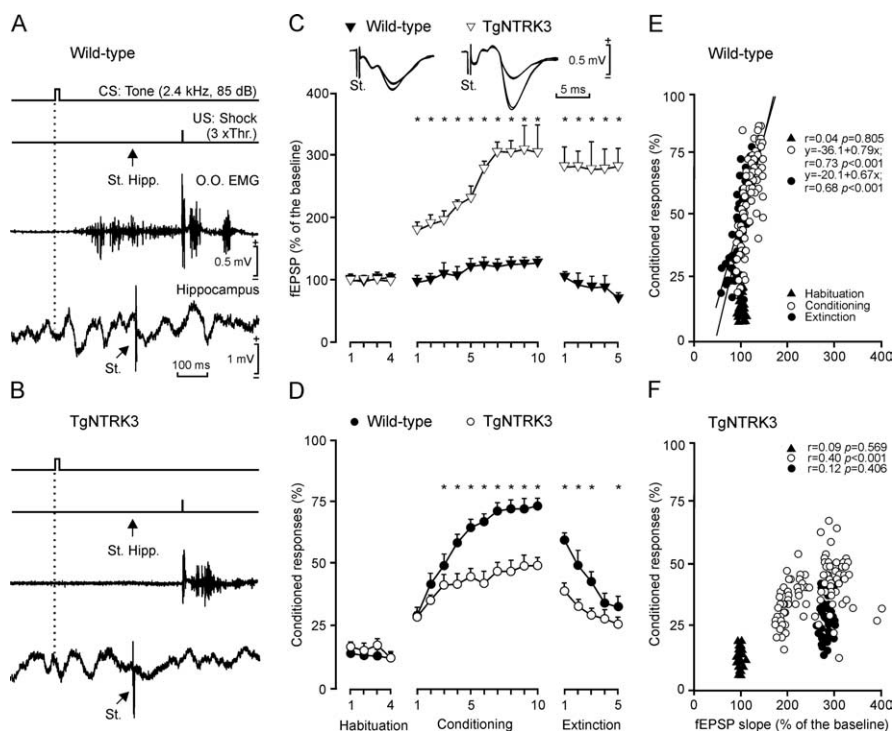 A
Wild-type
CS: Tone (2.4 kHz, 85 dB)
US: Shock
(3 xThr.)
St. Hipp.
O.O. EMG
+
0.5 mV
–
Hippocampus
St.
100 ms
+
1 mV
–
B
TgNTRK3
St. Hipp.
St.
C
Wild-type
TgNTRK3
St.
St.
+
0.5 mV
–
5 ms
* * * * * * * * * * * * * * *
fEPSP (% of the baseline)
400
300
200
100
0
1 4 1 5 10 1 5
D
Wild-type
TgNTRK3
* * * * * * * * * * * *
Conditioned responses (%)
100
75
50
25
0
1 4 1 5 10 1 5
Habituation
Conditioning
Extinction
E
Wild-type
Conditioned responses (%)
100
75
50
25
0
r=0.04 p=0.805
y=-36.1+0.79x;
r=0.73 p<0.001
y=-20.1+0.67x;
r=0.68 p<0.001
Habituation
Conditioning
Extinction
0 100 200 300 400
F
TgNTRK3
Conditioned responses (%)
100
75
50
25
0
r=0.09 p=0.569
r=0.40 p<0.001
r=0.12 p=0.406
0 100 200 300 400
fEPSP slope (% of the baseline)